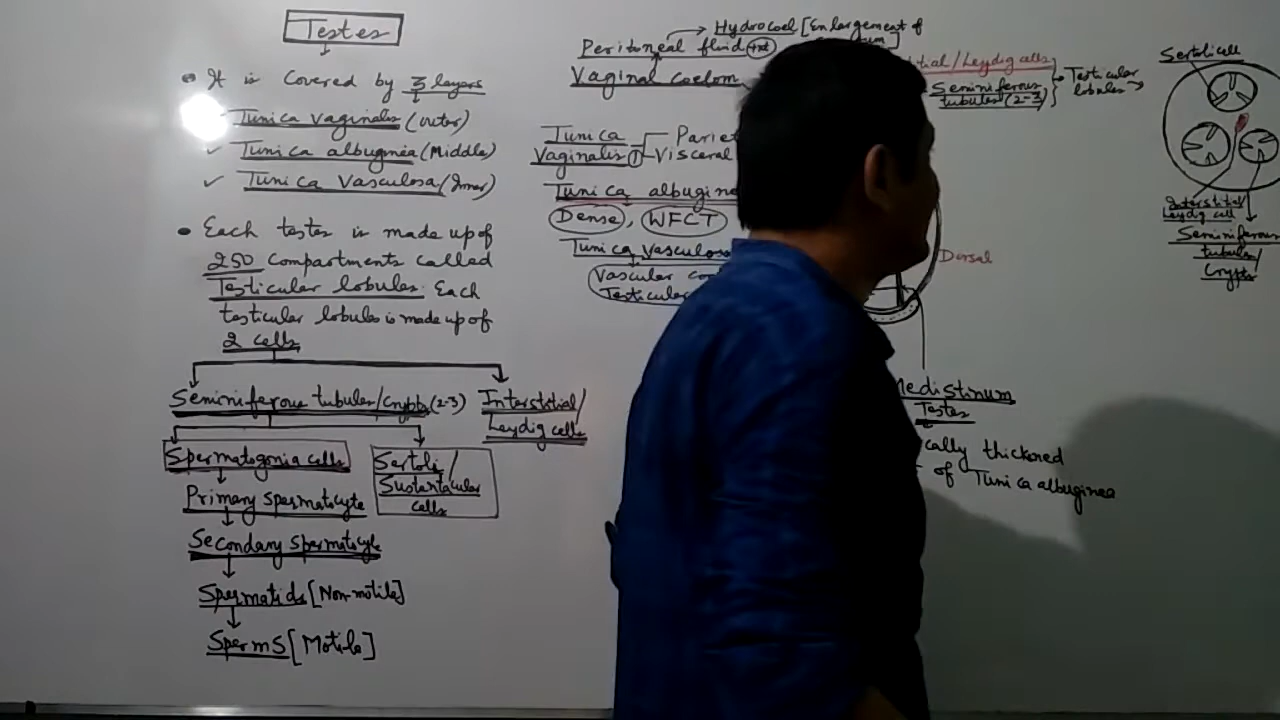 Testes
It is covered by 3 layers
Tunica vaginalis (outer)
Tunica albuginea (Middle)
Tunica Vasculosa (Inner)
Each testes is made up of
250 Compartments called
Testicular lobules. Each
testicular lobules is made up of
2 cells
Seminiferous tubules/Crypts (2-3)
Interstitial/
Leydig cells
Spermatogonia cells
Sertoli/
Sustentacular
cells
Primary spermatocyte
Secondary spermatocyte
Spermatids [Non-motile]
Sperms [Motile]
Hydrocoel [Enlargement of
Peritoneal fluid
Vaginal coelom
Tunica
Vaginalis
Parie
Visceral
Tunica albugine
Dense, WFCT
Tunica Vasculosa
Vascular co
Testicular
tial/Leydig cells
Seminiferous
tubules (2-3)
Testicular
lobules
Dorsal
Medistinum
Testes
cally thickened
of Tunica albuginea
Sertoli cell
Interstitial/
Leydig cell
Seminiferous
tubules/
Crypts